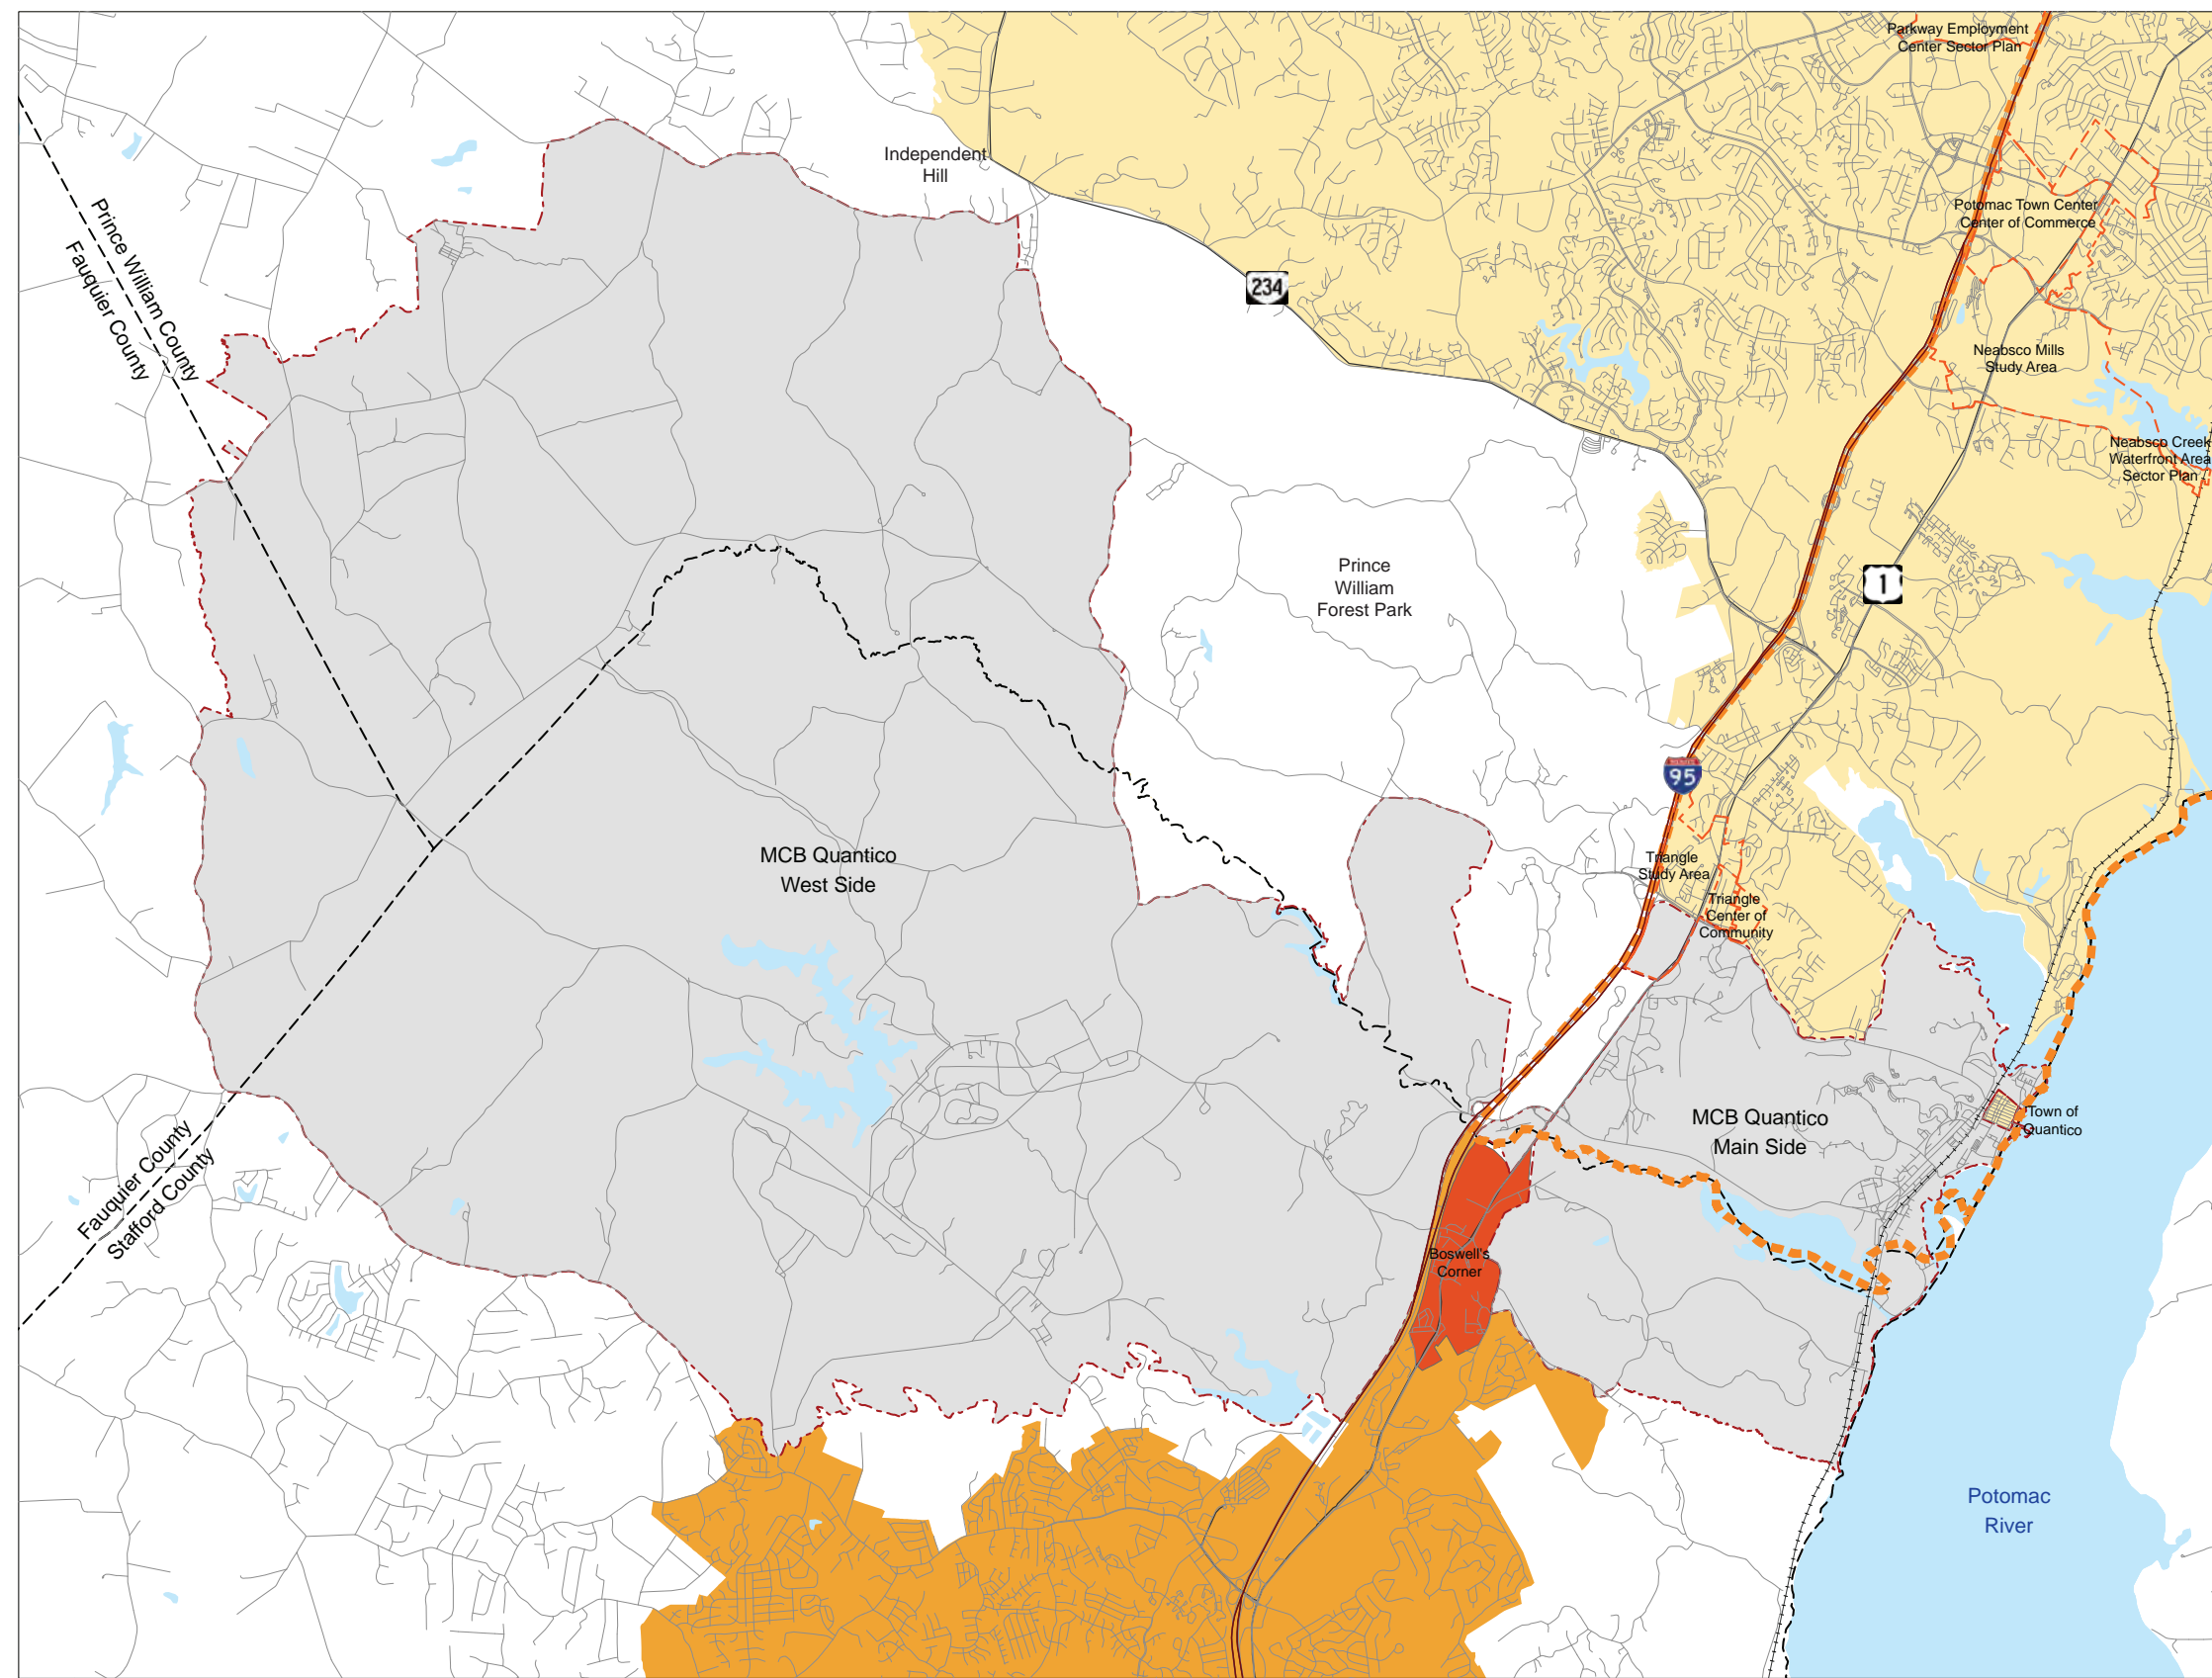 Parkway Employment
Center Sector Plan
Independent
Hill
Potomac Town Center
Center of Commerce
Prince William County
Fauquier County
234
Neabsco Mills
Study Area
Neabsco Creek
Waterfront Area
Sector Plan
Prince
William
Forest Park
1
95
MCB Quantico
West Side
Triangle
Study Area
Triangle
Center of
Community
MCB Quantico
Main Side
Town of
Quantico
Fauquier County
Stafford County
Boswell's
Corner
Potomac
River